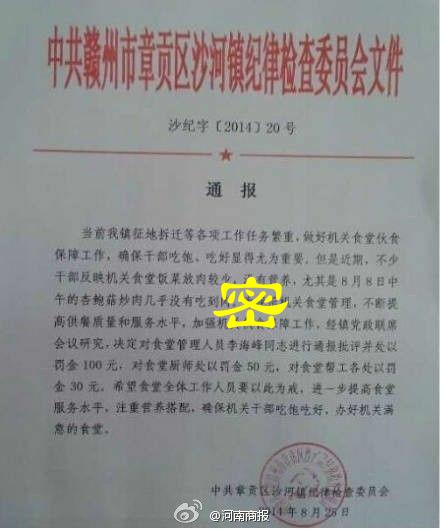 中共赣州市章贡区沙河镇纪律检查委员会文件
沙纪字〔2014〕20号
通 报
当前我镇征地拆迁等各项工作任务繁重，做好机关食堂伙食
保障工作，确保干部吃饱、吃好显得尤为重要。但是近期，不少
干部反映机关食堂饭菜放肉较少、没有营养，尤其是8月8日中
午的杏鲍菇炒肉几乎没有吃到肉。 机关食堂管理，不断提
高供餐质量和服务水平，加强机 保障工作，经镇党政联席
会议研究，决定对食堂管理人员李海峰同志进行通报批评并处以
罚金100元，对食堂厨师处以罚金50元，对食堂帮工各处以罚
金30元。希望食堂全体工作人员要以此为戒，进一步提高食堂
服务水平，注重营养搭配，确保机关干部吃饱吃好，办好机关满
意的食堂。
密
中共章贡区沙河镇纪律检查委员会
2014年8月25日
@河南商报